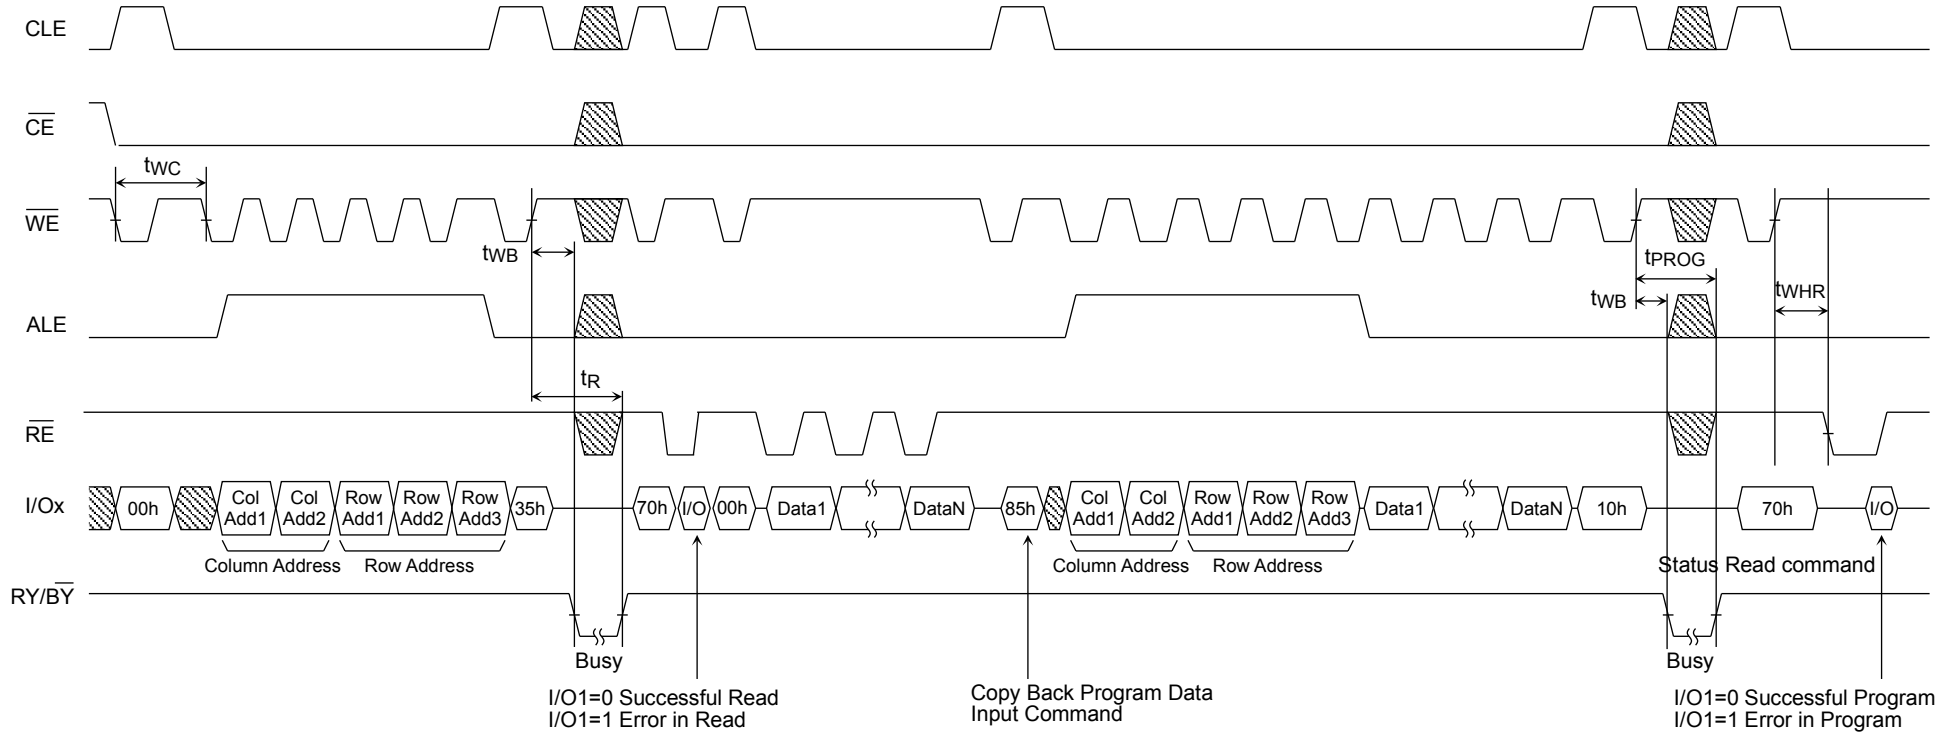 CLE
CE
tWC
WE
tWB
tPROG
tWB
tWHR
ALE
tR
RE
I/Ox
00h
Col Add1
Col Add2
Row Add1
Row Add2
Row Add3
35h
70h
I/O
00h
Data1
DataN
85h
Col Add1
Col Add2
Row Add1
Row Add2
Row Add3
Data1
DataN
10h
70h
I/O
Column Address
Row Address
Column Address
Row Address
Status Read command
RY/BY
Busy
Busy
I/O1=0 Successful Read
I/O1=1 Error in Read
Copy Back Program Data
Input Command
I/O1=0 Successful Program
I/O1=1 Error in Program